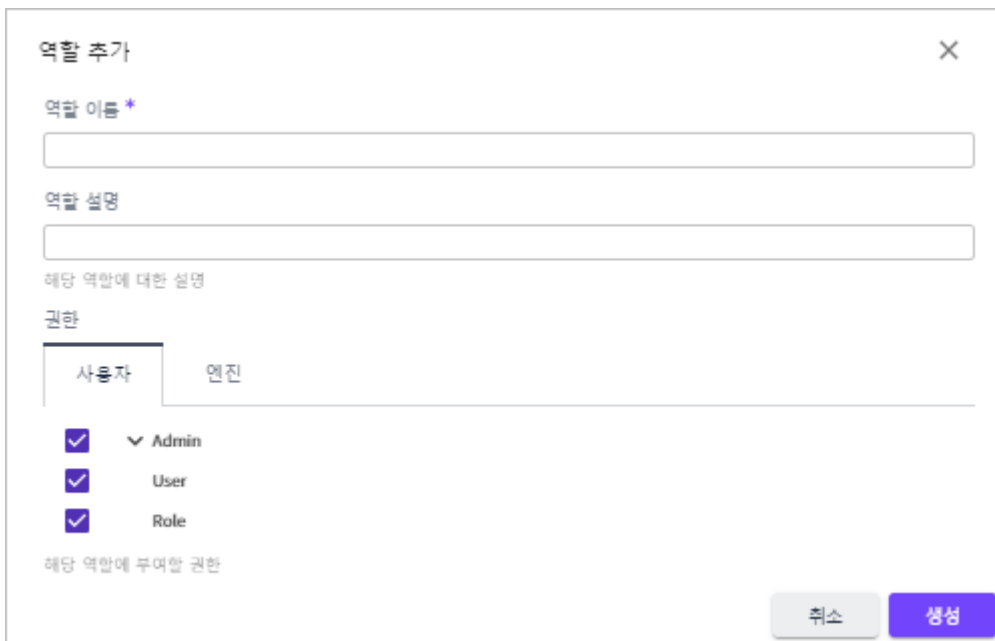 역할 추가
역할 이름 *
역할 설명
해당 역할에 대한 설명
권한
사용자 엔진
Admin
User
Role
해당 역할에 부여할 권한
취소 생성